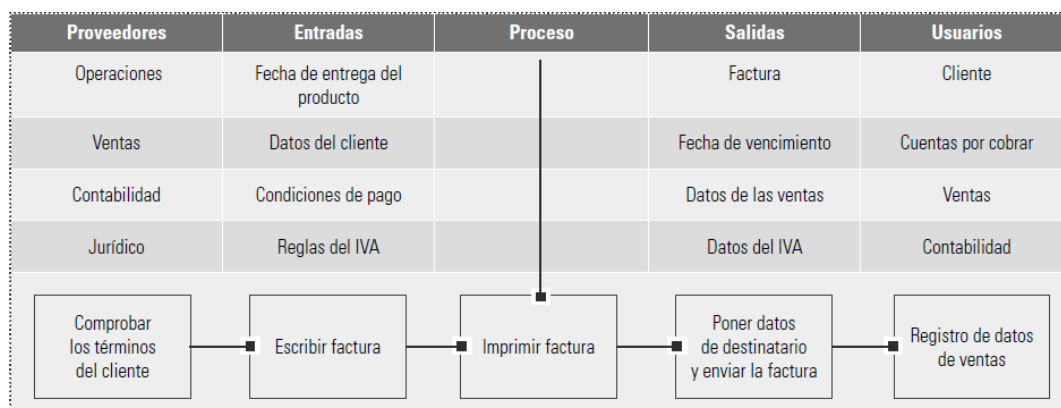 Proveedores Entradas Proceso Salidas Usuarios
Operaciones Fecha de entrega del Factura Cliente
producto
Ventas Datos del cliente Fecha de vencimiento Cuentas por cobrar
Contabilidad Condiciones de pago Datos de las ventas Ventas
Jurídico Reglas del IVA Datos del IVA Contabilidad
Comprobar
los términos
del cliente
Escribir factura
Imprimir factura
Poner datos
de destinatario
y enviar la factura
Registro de datos
de ventas